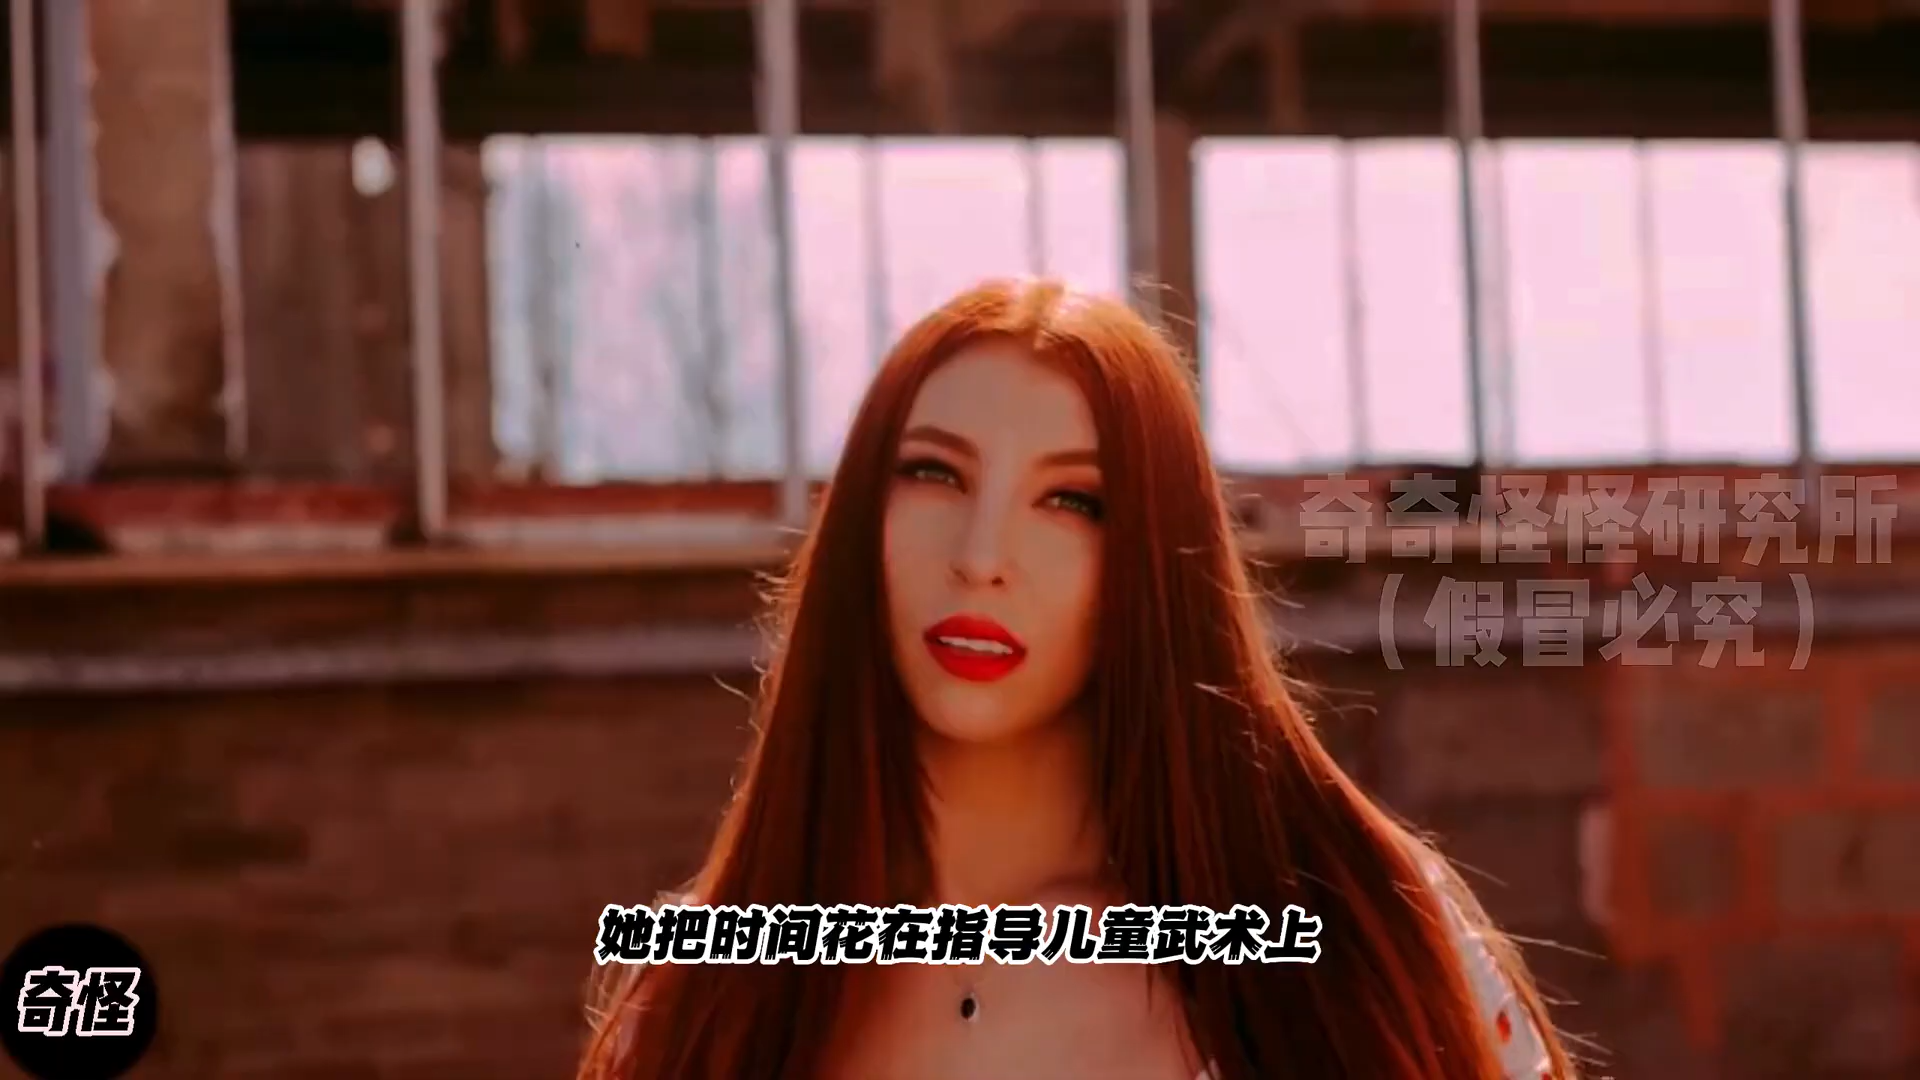 奇奇怪怪研究所
（假冒必究）
她把时间花在指导儿童武术上
奇怪